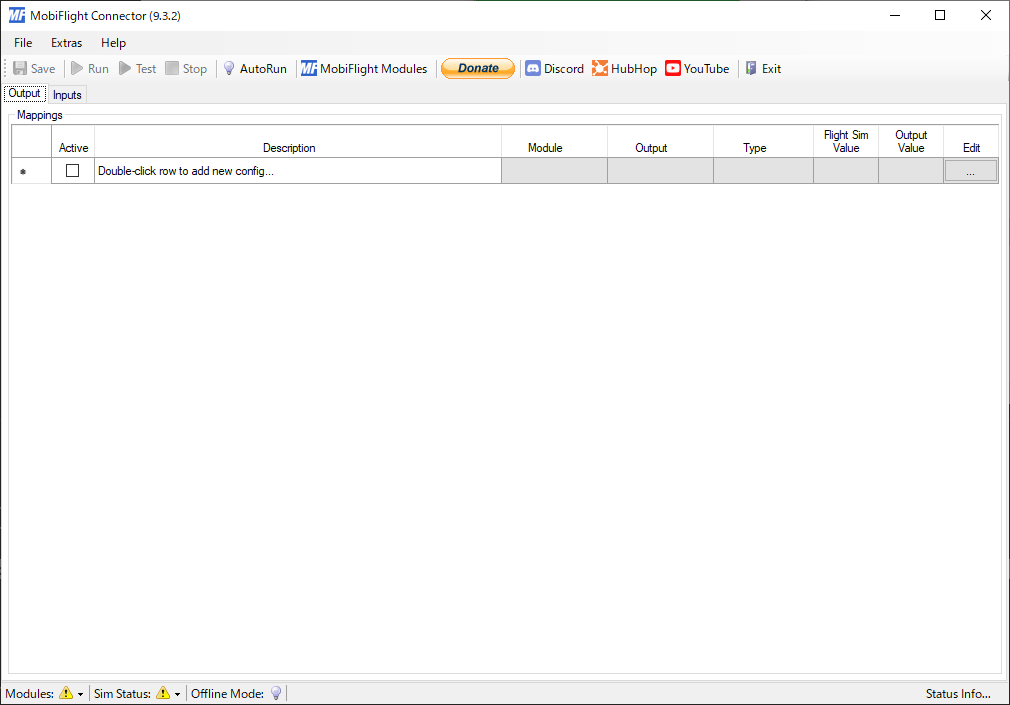 MF MobiFlight Connector (9.3.2)
File Extras Help
Save Run Test Stop AutoRun MF MobiFlight Modules Donate Discord HubHop YouTube Exit
Output Inputs
Mappings
Active Description Module Output Type Flight Sim Value Output Value Edit
* Double-click row to add new config... ...
Modules: Sim Status: Offline Mode: Status Info...